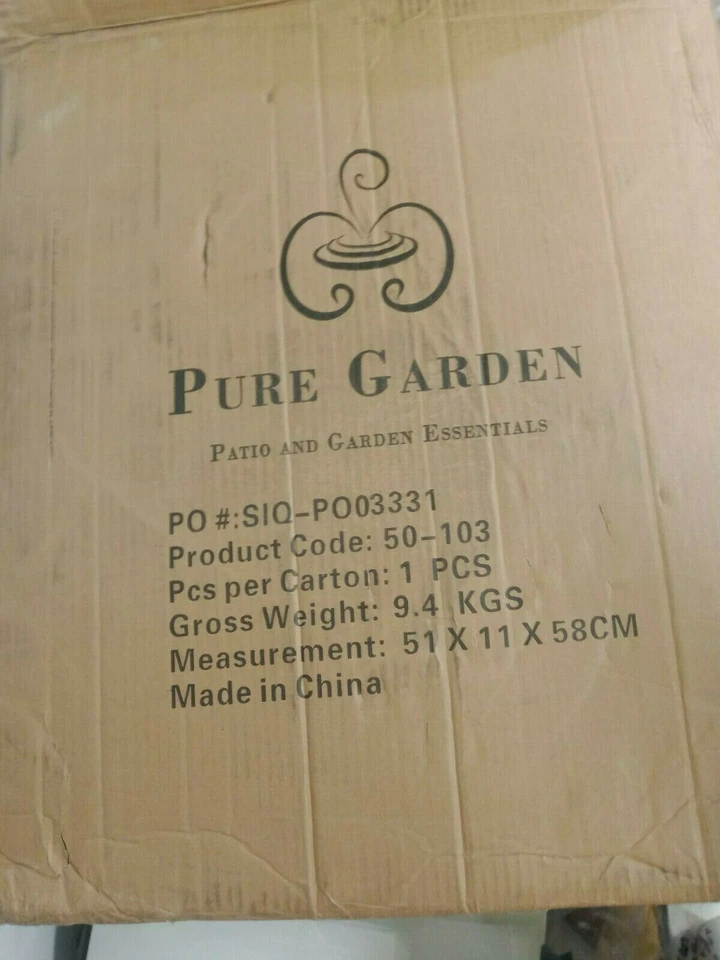 PURE GARDEN
PATIO AND GARDEN ESSENTIALS
PO #:SIQ-PO03331
Product Code: 50-103
Pcs per Carton: 1 PCS
Gross Weight: 9.4 KGS
Measurement: 51 X 11 X 58CM
Made in China